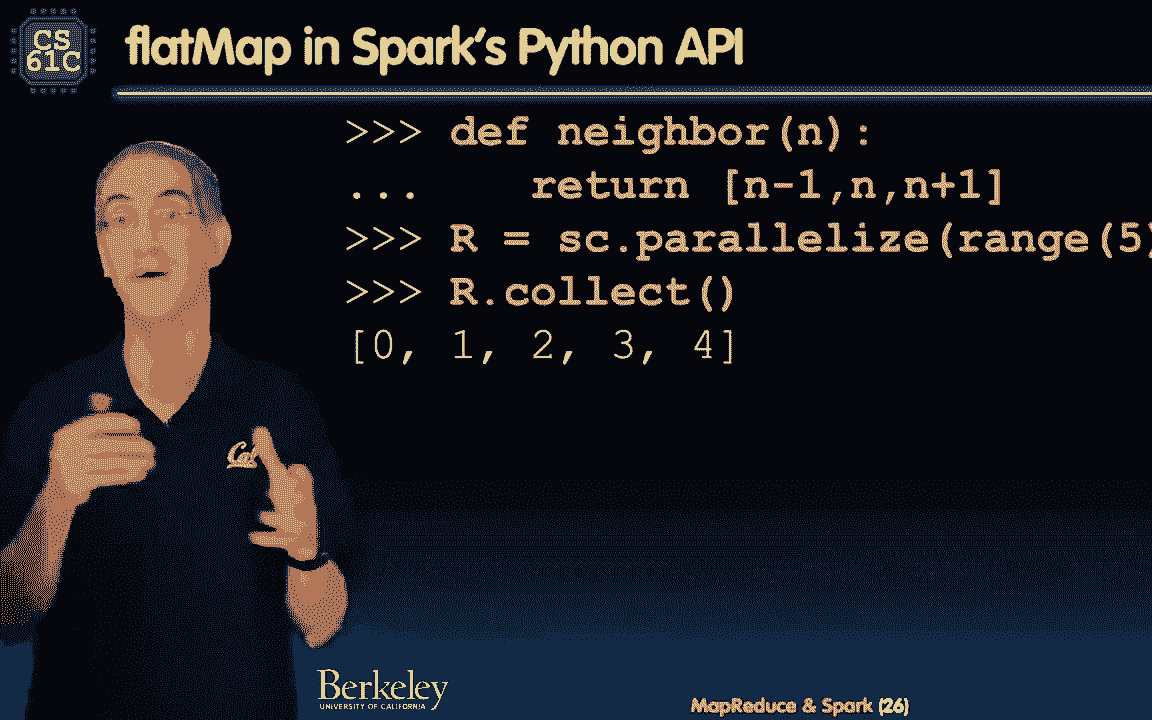 CS
61C
flatMap in Spark's Python API
>>> def neighbor(n):
...    return [n-1,n,n+1]
>>> R = sc.parallelize(range(5)
>>> R.collect()
[0, 1, 2, 3, 4]
Cal
Berkeley
UNIVERSITY OF CALIFORNIA
MapReduce & Spark (26)